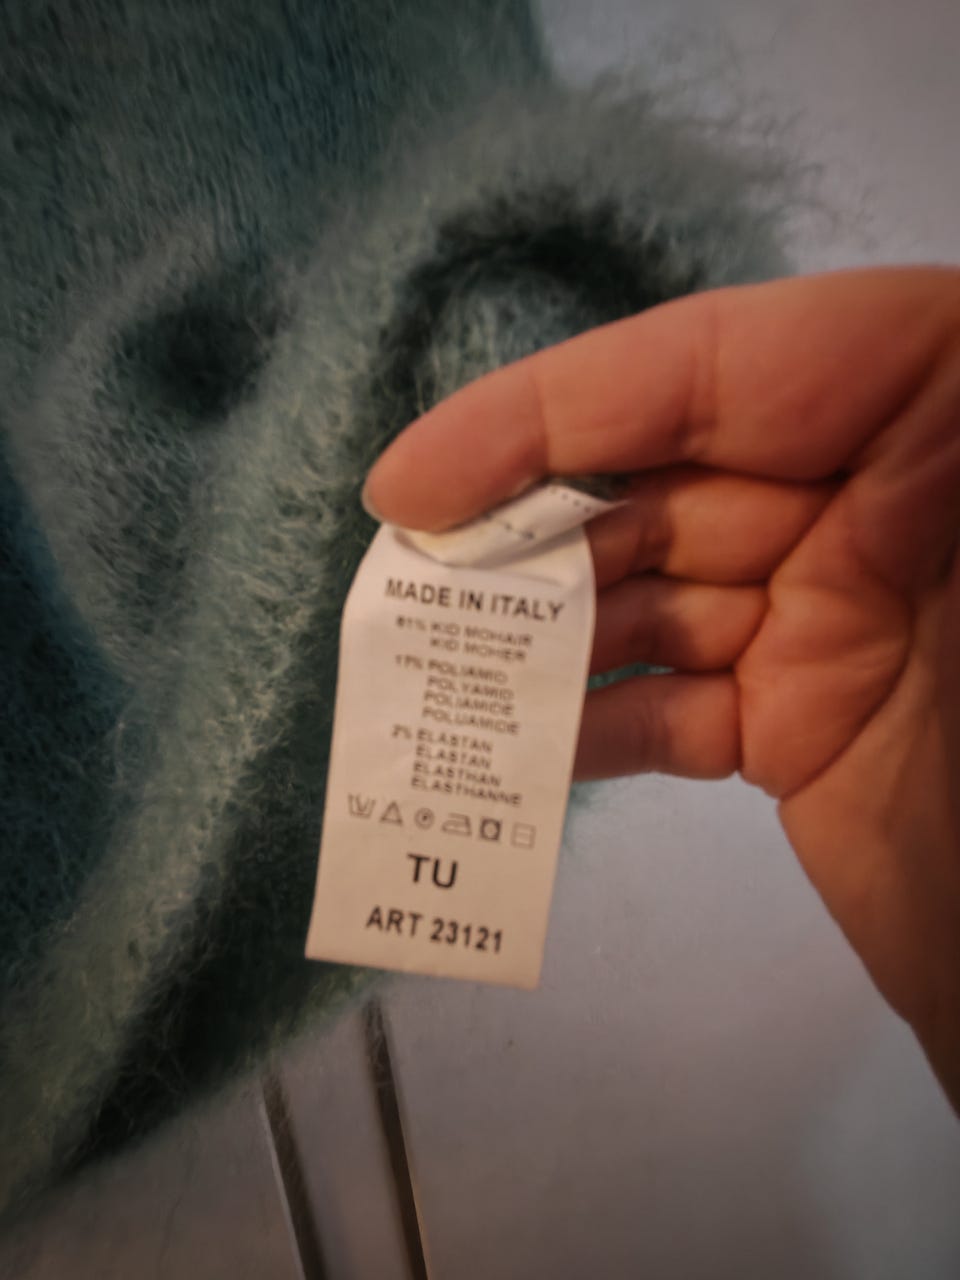 MADE IN ITALY
81% KID MOHAIR
KID MOHER
17% POLIAMID
POLYAMID
POLIAMIDE
POLUAMIDE
2% ELASTAN
ELASTAN
ELASTHAN
ELASTHANNE
TU
ART 23121